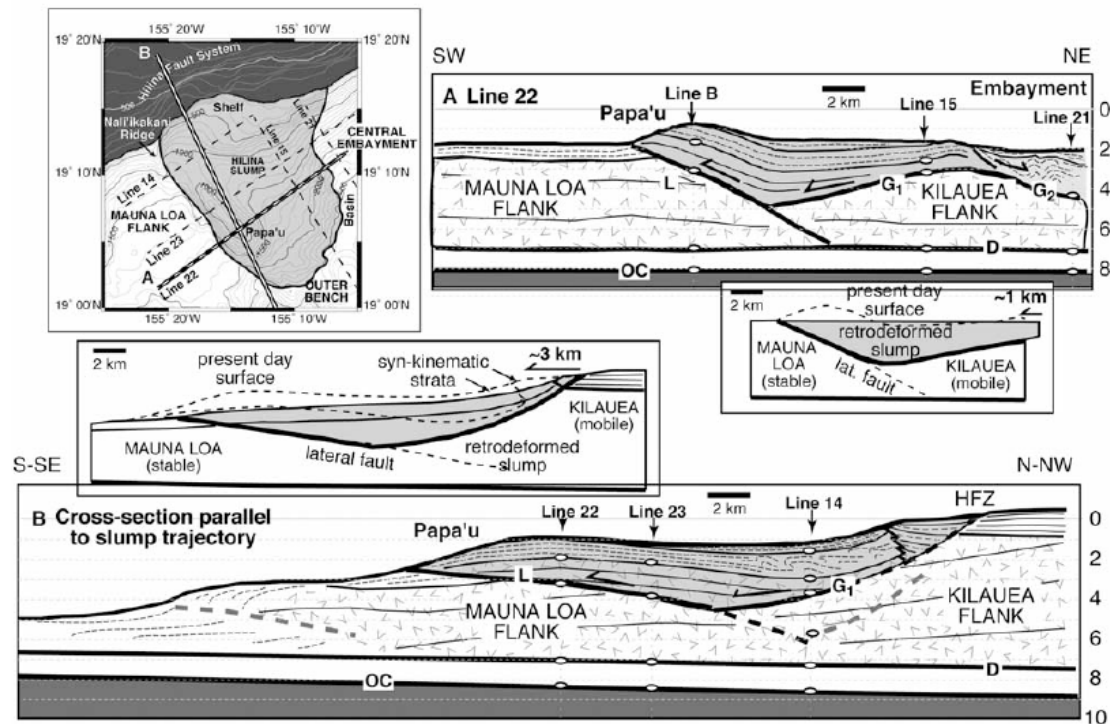 155° 20'W
155° 10'W
19° 20'N
19° 20'N
B
Hilina Fault System
Shelf
Nali'ikakani
Ridge
Line 21
Line 15
CENTRAL
EMBAYMENT
19° 10'N
19° 10'N
HILINA
SLUMP
Line 14
MAUNA LOA
FLANK
Basin
Papa'u
Line 23
A
Line 22
OUTER
BENCH
19° 00'N
19° 00'N
155° 20'W
155° 10'W
SW
NE
A Line 22
Line B
2 km
Embayment
Papa'u
Line 15
Line 21
0
2
4
6
8
MAUNA LOA
FLANK
L
G1
KILAUEA
FLANK
G2
D
OC
2 km
present day
surface
~1 km
retrodeformed
slump
MAUNA LOA
(stable)
lat. fault
KILAUEA
(mobile)
2 km
present day
surface
syn-kinematic
strata
~3 km
KILAUEA
(mobile)
MAUNA LOA
(stable)
lateral fault
retrodeformed
slump
S-SE
N-NW
B Cross-section parallel
to slump trajectory
Papa'u
Line 22
Line 23
2 km
Line 14
HFZ
0
2
4
6
8
10
L
G1
MAUNA LOA
FLANK
KILAUEA
FLANK
D
OC